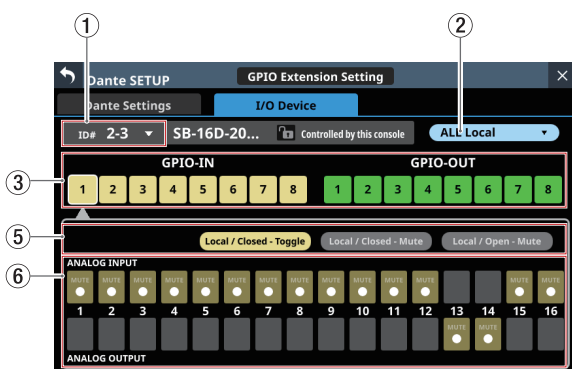 ① ②
Dante SETUP GPIO Extension Setting ×
Dante Settings I/O Device
ID# 2-3 ▼ SB-16D-20... Controlled by this console ALL Local ▼
GPIO-IN GPIO-OUT
③ 1 2 3 4 5 6 7 8 1 2 3 4 5 6 7 8
⑤ Local / Closed - Toggle Local / Closed - Mute Local / Open - Mute
⑥ ANALOG INPUT
MUTE MUTE MUTE MUTE MUTE MUTE MUTE MUTE MUTE MUTE MUTE MUTE MUTE MUTE
1 2 3 4 5 6 7 8 9 10 11 12 13 14 15 16
MUTE MUTE
ANALOG OUTPUT